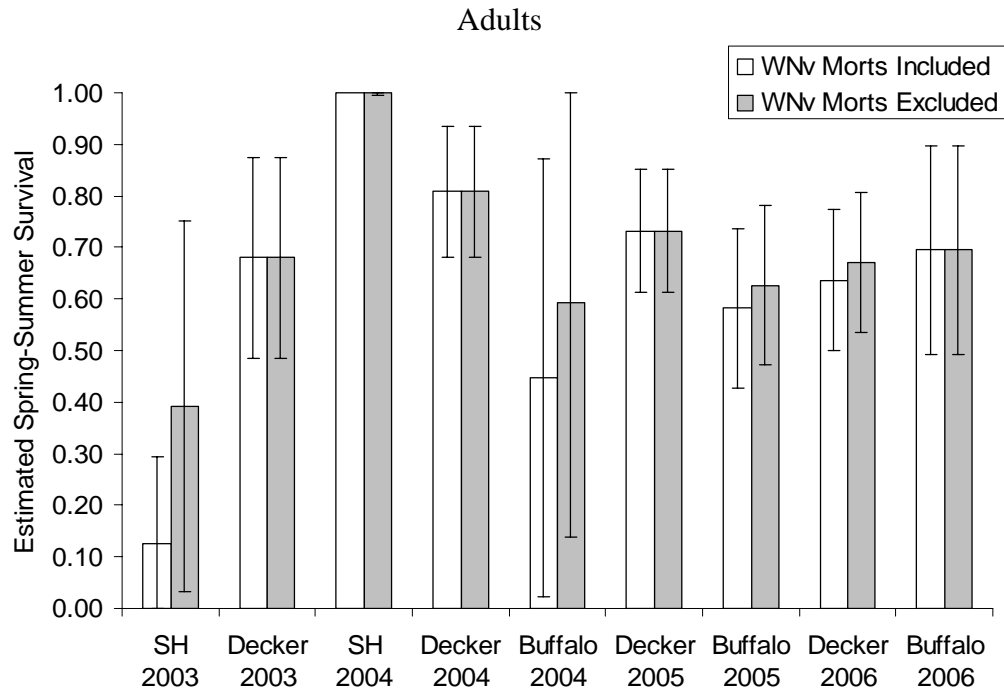 Adults
WNv Morts Included
WNv Morts Excluded
Estimated Spring-Summer Survival
1.00
0.90
0.80
0.70
0.60
0.50
0.40
0.30
0.20
0.10
0.00
SH Decker SH Decker Buffalo Decker Buffalo Decker Buffalo
2003 2003 2004 2004 2004 2005 2005 2006 2006